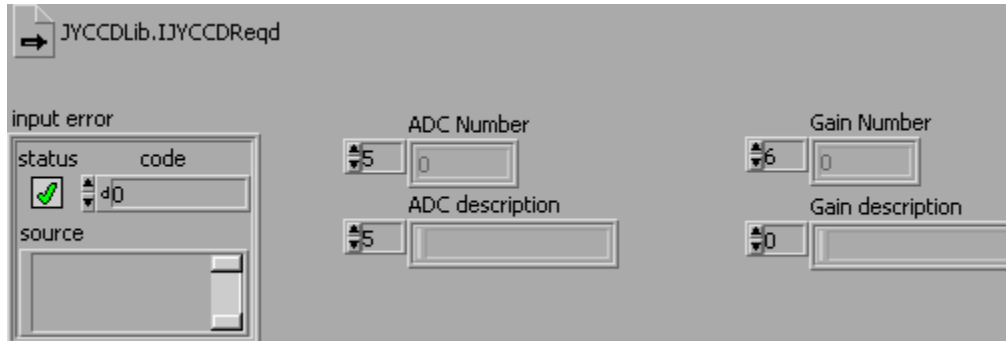 JYCCDLib.IJYCCDReqd
input error
ADC Number
Gain Number
status code
5 0
6 0
d0
ADC description
Gain description
source
5
0